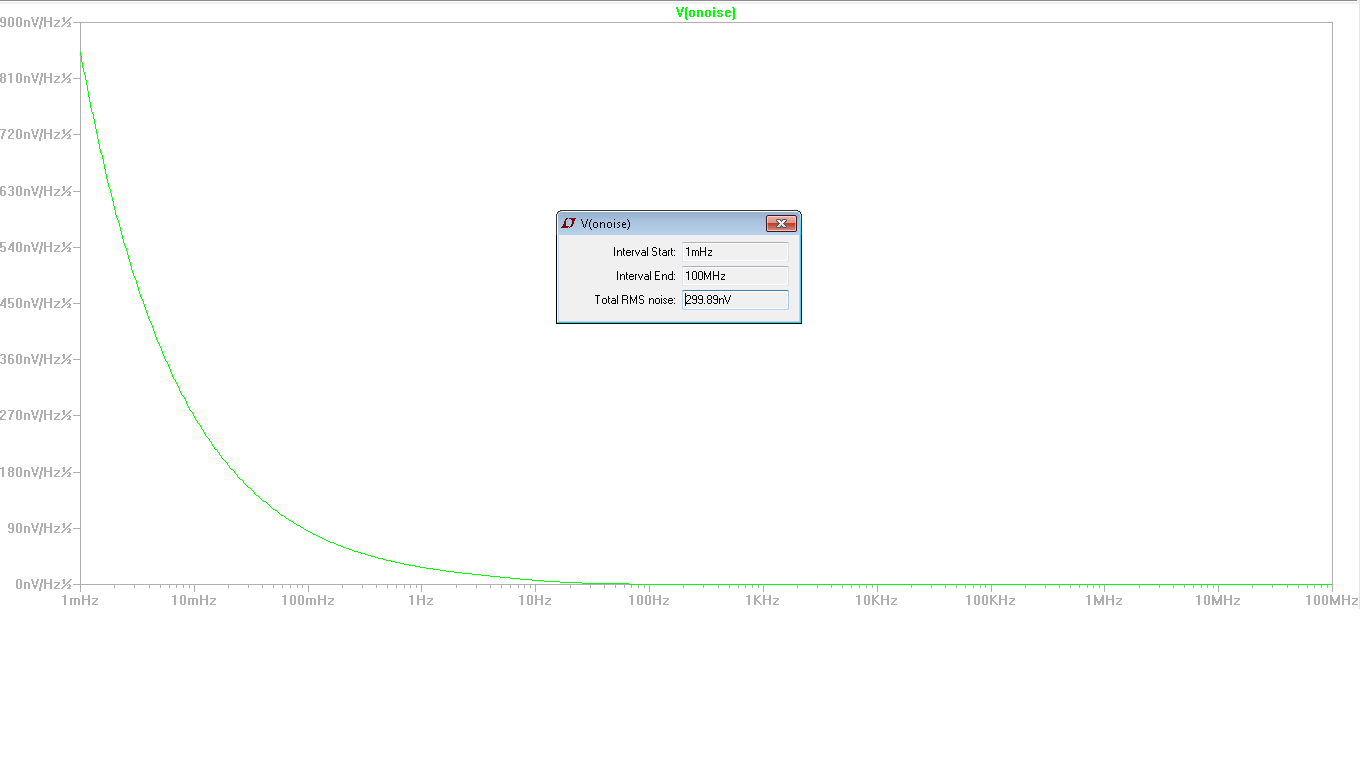 V(onoise)
900nV/Hz½
810nV/Hz½
720nV/Hz½
630nV/Hz½
540nV/Hz½
450nV/Hz½
360nV/Hz½
270nV/Hz½
180nV/Hz½
90nV/Hz½
0nV/Hz½
1mHz 10mHz 100mHz 1Hz 10Hz 100Hz 1KHz 10KHz 100KHz 1MHz 10MHz 100MHz
V(onoise)
Interval Start: 1mHz
Interval End: 100MHz
Total RMS noise: 299.89nV